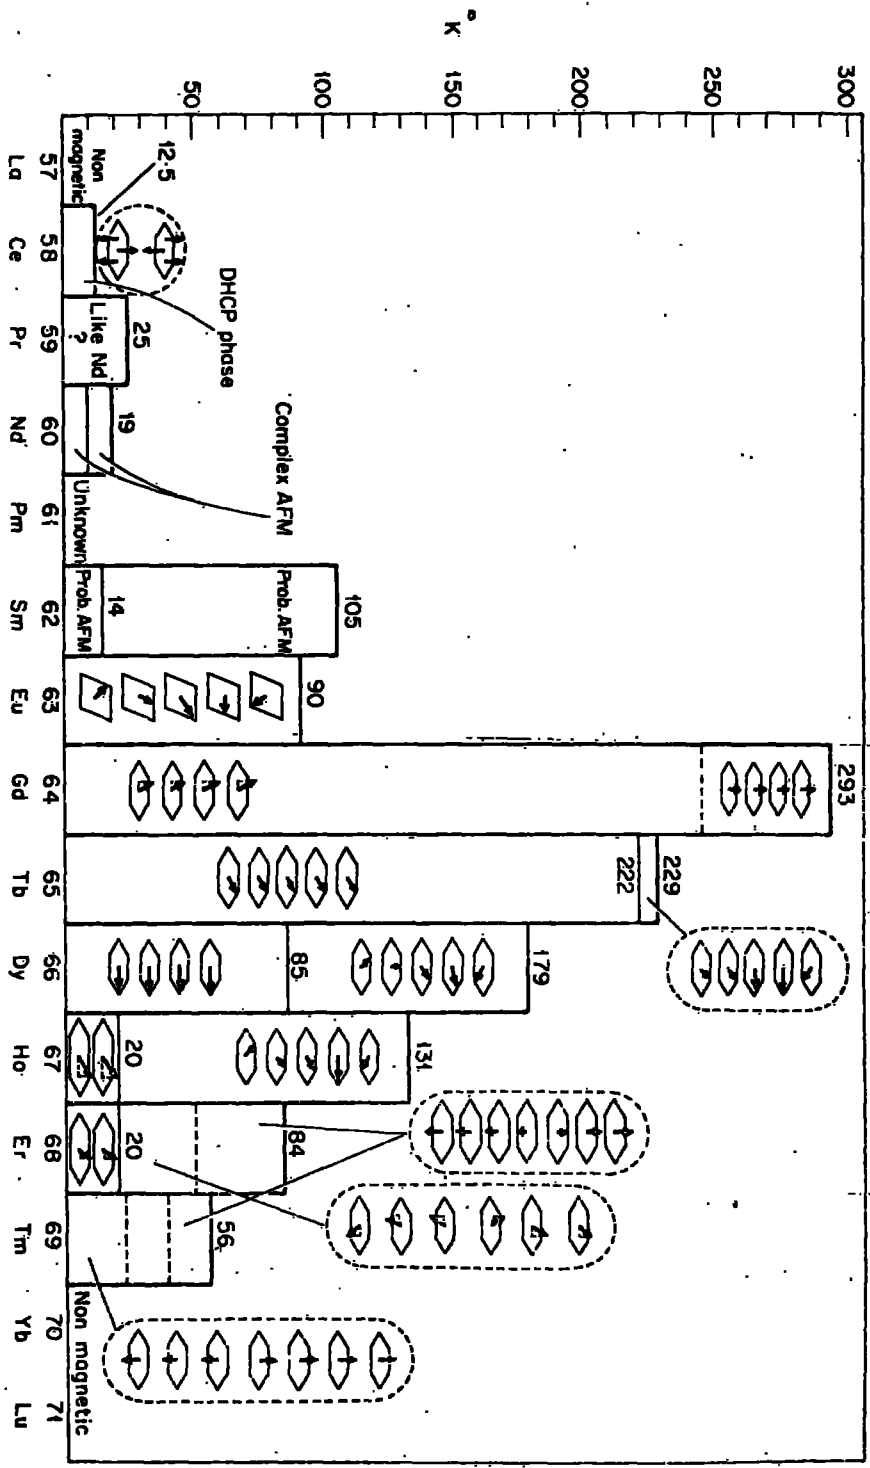 °K
300
250
200
150
100
50
Non
magnetic
12·5
DHCP phase
Like Nd
?
25
19
Complex AFM
Unknown
Prob. AFM
14
Prob. AFM
105
90
293
222
229
85
179
20
131
20
84
56
Non magnetic
57 58 59 60 61 62 63 64 65 66 67 68 69 70 71
La Ce Pr Nd Pm Sm Eu Gd Tb Dy Ho Er Tm Yb Lu